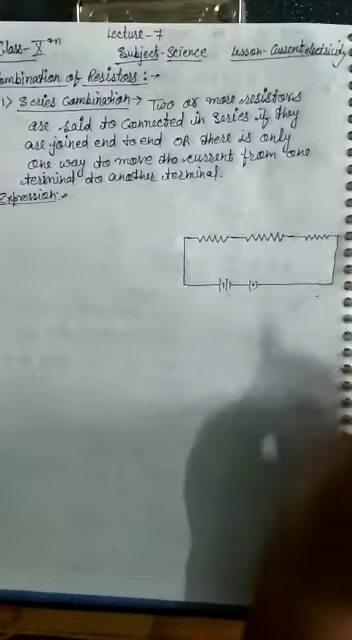 Lecture-7
Class-Xth Subject-Science Lesson-Current electricity
Combination of Resistors:-
1) Series Combination → Two or more resistors
are said to connected in Series if they
are joined end to end OR there is only
one way to move the current from one
terminal to another terminal.
Expression:-